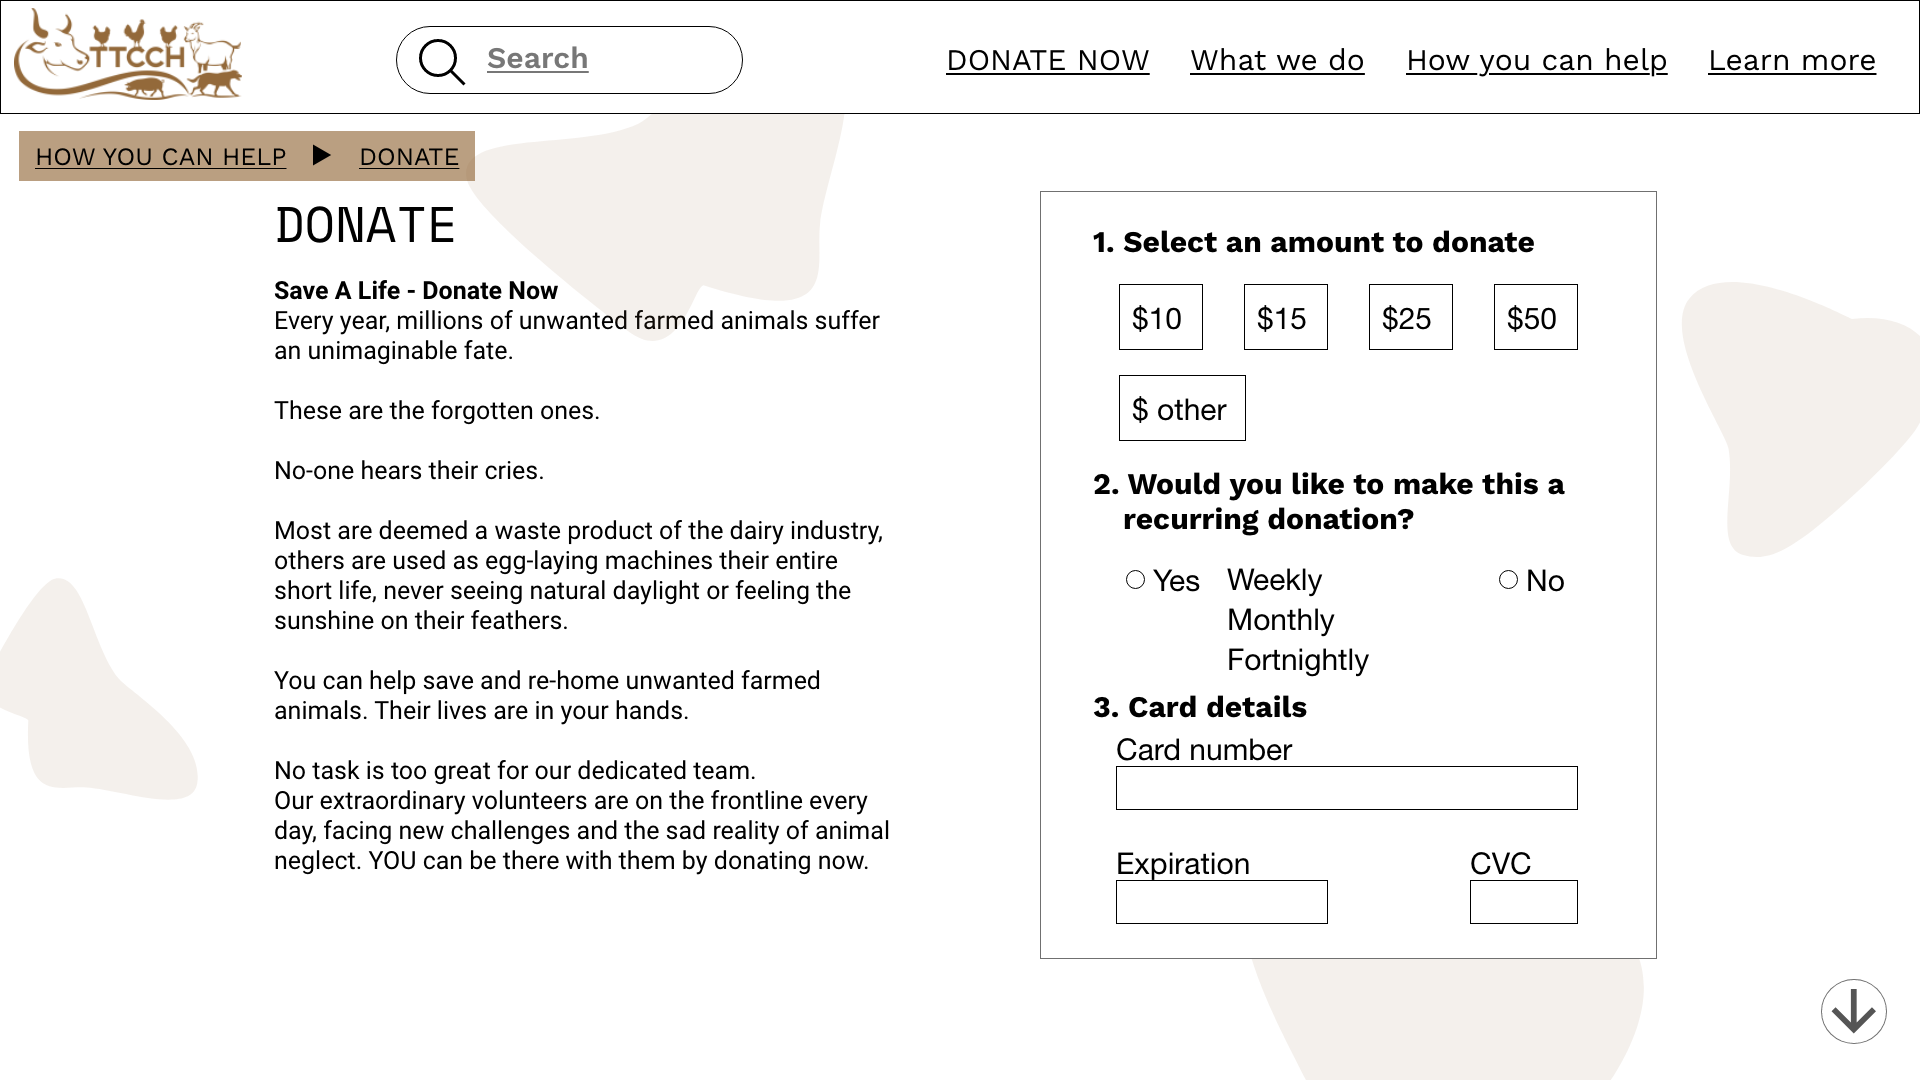 TTCCH
Search
DONATE NOW What we do How you can help Learn more
HOW YOU CAN HELP DONATE
DONATE
Save A Life - Donate Now
Every year, millions of unwanted farmed animals suffer
an unimaginable fate.
These are the forgotten ones.
No-one hears their cries.
Most are deemed a waste product of the dairy industry,
others are used as egg-laying machines their entire
short life, never seeing natural daylight or feeling the
sunshine on their feathers.
You can help save and re-home unwanted farmed
animals. Their lives are in your hands.
No task is too great for our dedicated team.
Our extraordinary volunteers are on the frontline every
day, facing new challenges and the sad reality of animal
neglect. YOU can be there with them by donating now.
1. Select an amount to donate
$10 $15 $25 $50
$ other
2. Would you like to make this a
recurring donation?
Yes Weekly No
Monthly
Fortnightly
3. Card details
Card number
Expiration CVC